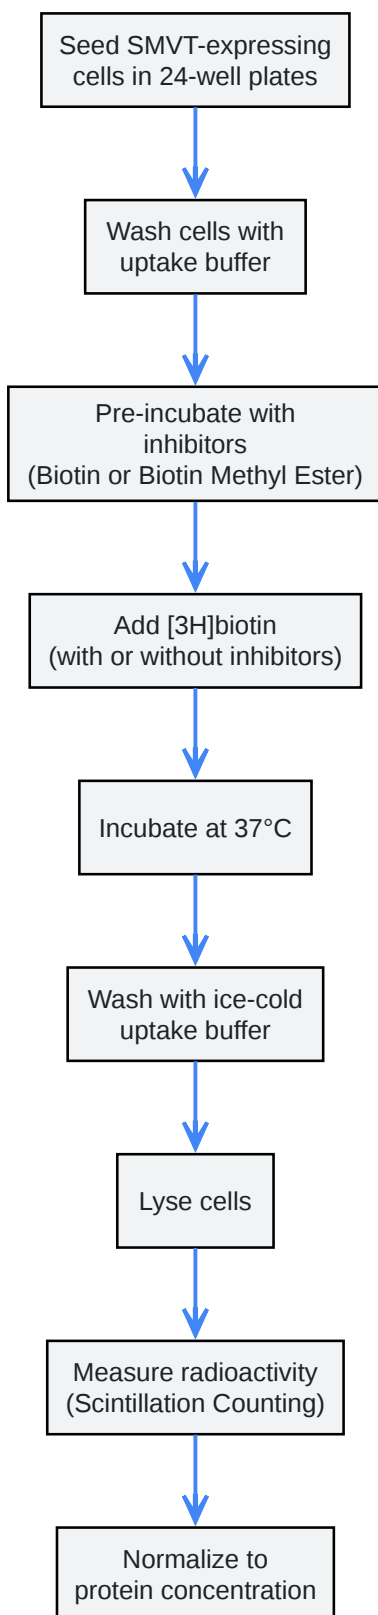 Seed SMVT-expressing
cells in 24-well plates
Wash cells with
uptake buffer
Pre-incubate with
inhibitors
(Biotin or Biotin Methyl Ester)
Add [3H]biotin
(with or without inhibitors)
Incubate at 37°C
Wash with ice-cold
uptake buffer
Lyse cells
Measure radioactivity
(Scintillation Counting)
Normalize to
protein concentration